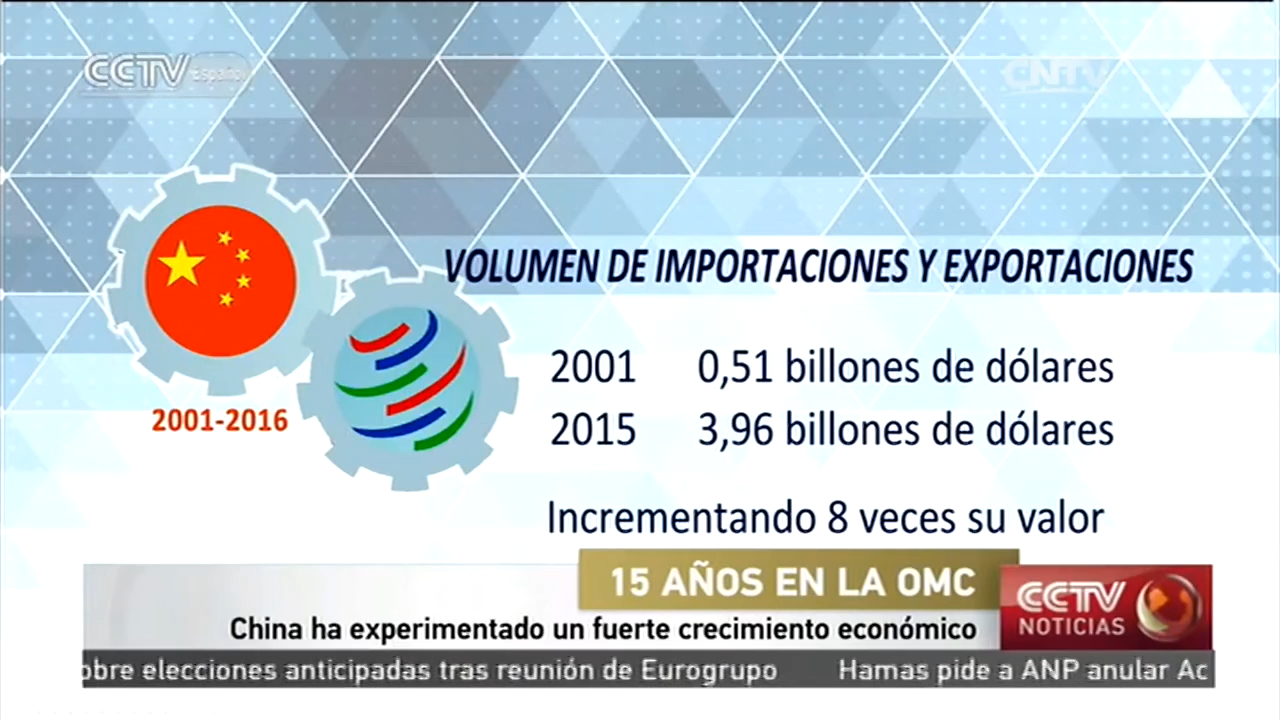 CCTV Español
CNTV
VOLUMEN DE IMPORTACIONES Y EXPORTACIONES
2001 0,51 billones de dólares
2015 3,96 billones de dólares
2001-2016
Incrementando 8 veces su valor
15 AÑOS EN LA OMC
China ha experimentado un fuerte crecimiento económico
CCTV
NOTICIAS
obre elecciones anticipadas tras reunión de Eurogrupo Hamas pide a ANP anular Ac